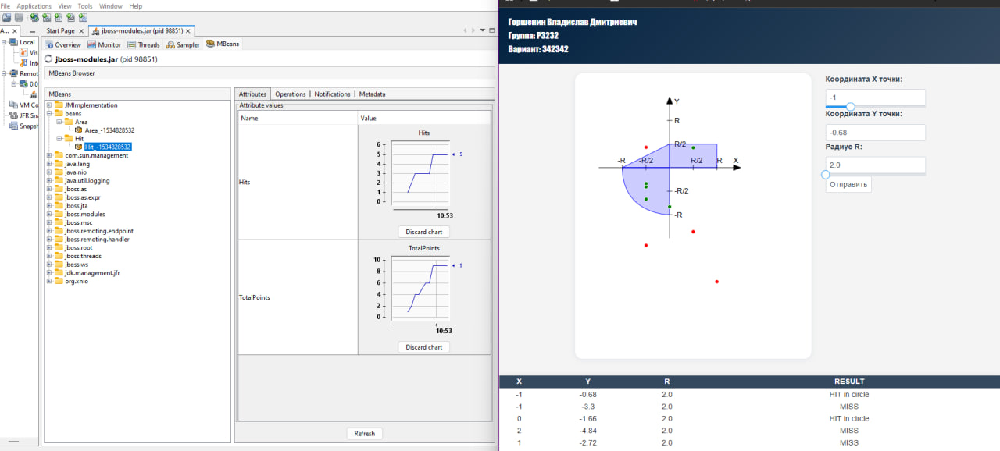 File Applications View Tools Window Help
A...
Start Page
jboss-modules.jar (pid 98851)
Local
Vis
Int
Remot
0.0
VM Co
JFR Sna
Snapsh
Overview Monitor Threads Sampler MBeans
jboss-modules.jar (pid 98851)
MBeans Browser
MBeans
JMImplementation
beans
Area
Area_-1534828532
Hit
Hit_-1534828532
com.sun.management
java.lang
java.nio
java.util.logging
jboss.as
jboss.as.expr
jboss.jta
jboss.modules
jboss.msc
jboss.remoting.endpoint
jboss.remoting.handler
jboss.root
jboss.threads
jboss.ws
jdk.management.jfr
org.xnio
Attributes Operations Notifications Metadata
Attribute values
Name Value
Hits
Hits
6
5
4
3
2
1
0
5
10:53
Discard chart
TotalPoints
TotalPoints
10
8
6
4
2
0
9
10:53
Discard chart
Refresh
Горшенин Владислав Дмитриевич
Группа: P3232
Вариант: 342342
Y
R
R/2
-R -R/2 R/2 R X
-R/2
-R
Координата X точки:
-1
Координата Y точки:
-0.68
Радиус R:
2.0
Отправить
X Y R RESULT
-1 -0.68 2.0 HIT in circle
-1 -3.3 2.0 MISS
0 -1.66 2.0 HIT in circle
2 -4.84 2.0 MISS
1 -2.72 2.0 MISS